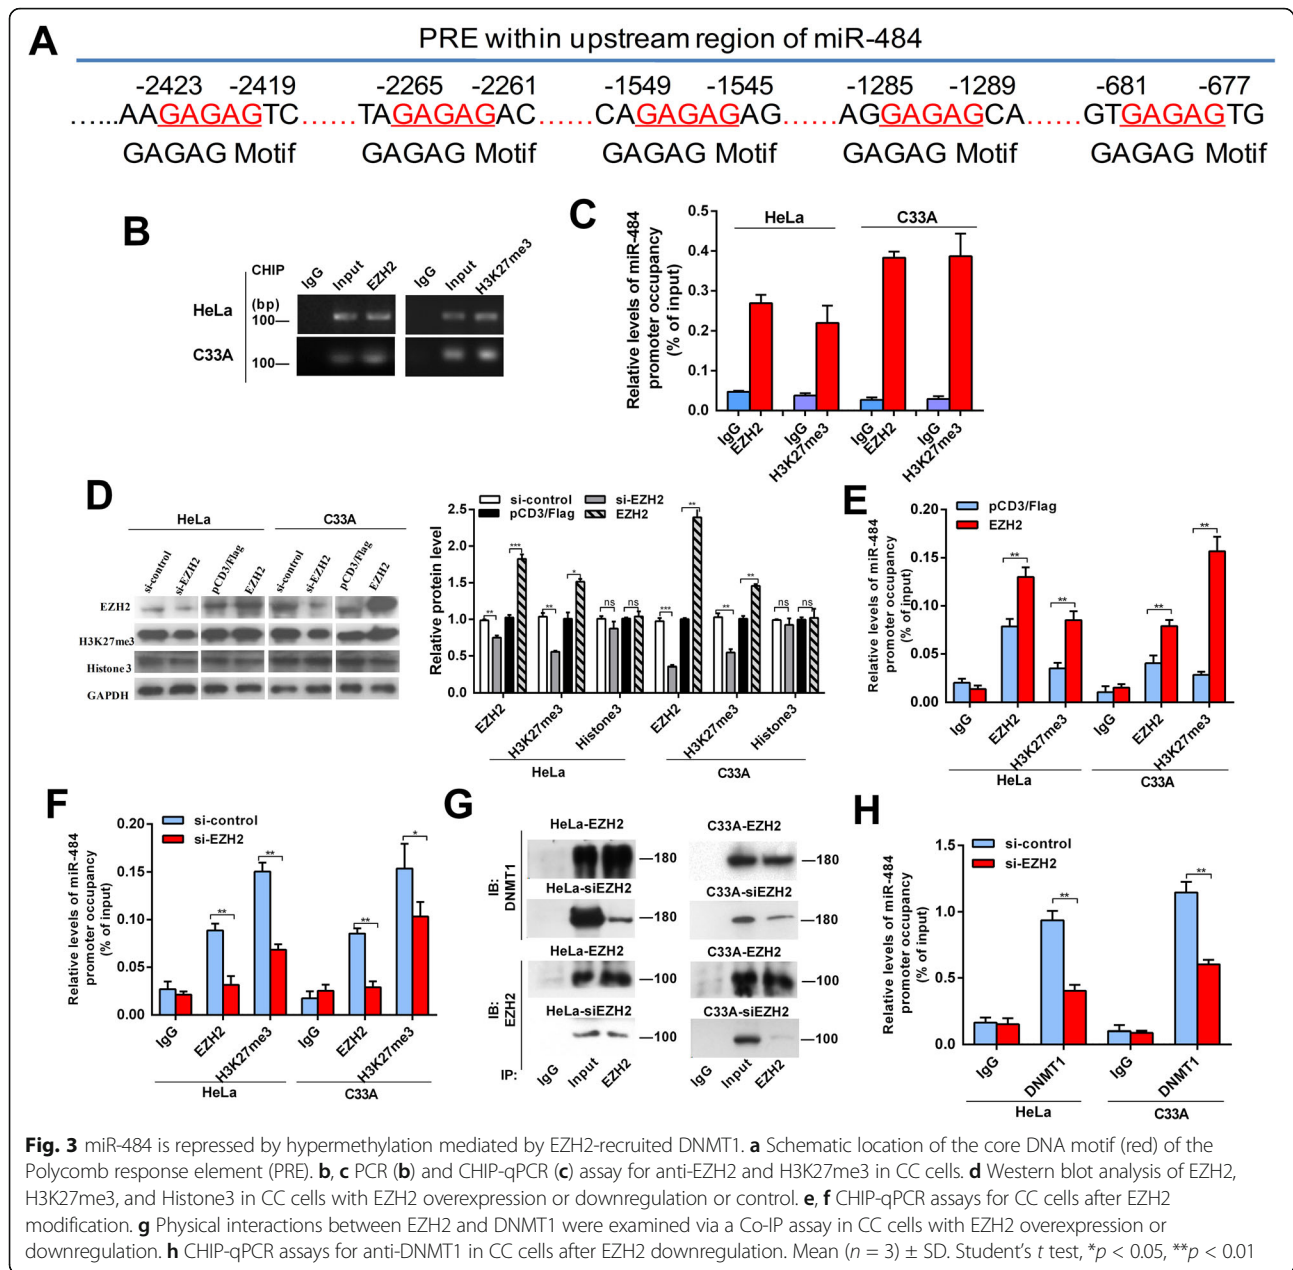 A
PRE within upstream region of miR-484
-2423 -2419 -2265 -2261 -1549 -1545 -1285 -1289 -681 -677
……AAGAGAGTC……TAGAGAGAC……CAGAGAGAG……AGGAGAGCA……GTGAGAGTG
GAGAG Motif GAGAG Motif GAGAG Motif GAGAG Motif GAGAG Motif
B
CHIP
(bp)
IgG Input EZH2 IgG Input H3K27me3
HeLa
100—
C33A
100—
C
Relative levels of miR-484
promoter occupancy
(% of input)
HeLa C33A
0.5
0.4
0.3
0.2
0.1
0.0
IgG EZH2 IgG H3K27me3 IgG EZH2 IgG H3K27me3
D
HeLa C33A
si-control si-EZH2 pCD3/Flag EZH2 si-control si-EZH2 pCD3/Flag EZH2
EZH2
H3K27me3
Histone3
GAPDH
Relative protein level
si-control si-EZH2
pCD3/Flag EZH2
2.5
2.0
1.5
1.0
0.5
0.0
** *** ** * ns ns *** ** ** ** ns ns
EZH2 H3K27me3 Histone3 EZH2 H3K27me3 Histone3
HeLa C33A
E
Relative levels of miR-484
promoter occupancy
(% of input)
pCD3/Flag
EZH2
0.20
0.15
0.10
0.05
0.00
** ** ** **
IgG EZH2 H3K27me3 IgG EZH2 H3K27me3
HeLa C33A
F
Relative levels of miR-484
promoter occupancy
(% of input)
si-control
si-EZH2
0.20
0.15
0.10
0.05
0.00
** ** ** *
IgG EZH2 H3K27me3 IgG EZH2 H3K27me3
HeLa C33A
G
IB:
DNMT1
HeLa-EZH2 C33A-EZH2
—180 —180
HeLa-siEZH2 C33A-siEZH2
—180 —180
IB:
EZH2
HeLa-EZH2 C33A-EZH2
—100 —100
HeLa-siEZH2 C33A-siEZH2
—100 —100
IP: IgG Input EZH2 IgG Input EZH2
H
Relative levels of miR-484
promoter occupancy
(% of input)
si-control
si-EZH2
1.5
1.0
0.5
0.0
** **
IgG DNMT1 IgG DNMT1
HeLa C33A
Fig. 3 miR-484 is repressed by hypermethylation mediated by EZH2-recruited DNMT1. a Schematic location of the core DNA motif (red) of the
Polycomb response element (PRE). b, c PCR (b) and CHIP-qPCR (c) assay for anti-EZH2 and H3K27me3 in CC cells. d Western blot analysis of EZH2,
H3K27me3, and Histone3 in CC cells with EZH2 overexpression or downregulation or control. e, f CHIP-qPCR assays for CC cells after EZH2
modification. g Physical interactions between EZH2 and DNMT1 were examined via a Co-IP assay in CC cells with EZH2 overexpression or
downregulation. h CHIP-qPCR assays for anti-DNMT1 in CC cells after EZH2 downregulation. Mean (n = 3) ± SD. Student's t test, *p < 0.05, **p < 0.01